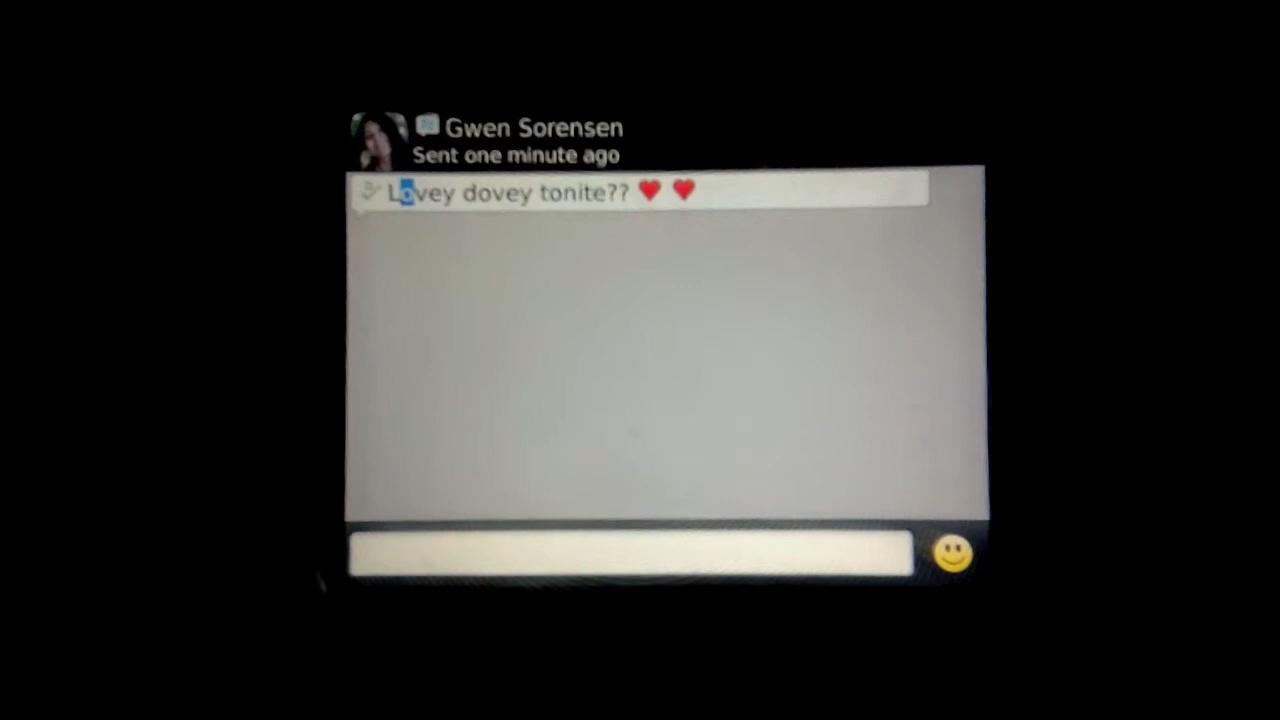 Gwen Sorensen
Sent one minute ago
Lovey dovey tonite?? ❤ ❤